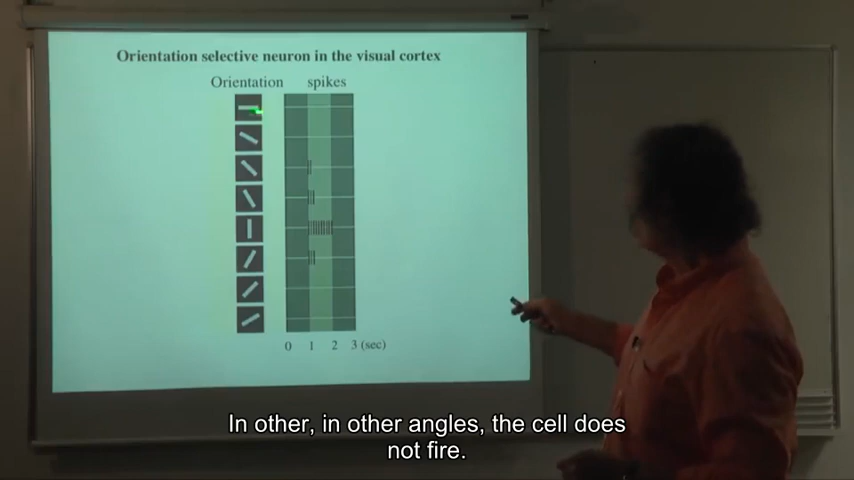 Orientation selective neuron in the visual cortex
Orientation spikes
0 1 2 3 (sec)
In other, in other angles, the cell does
not fire.